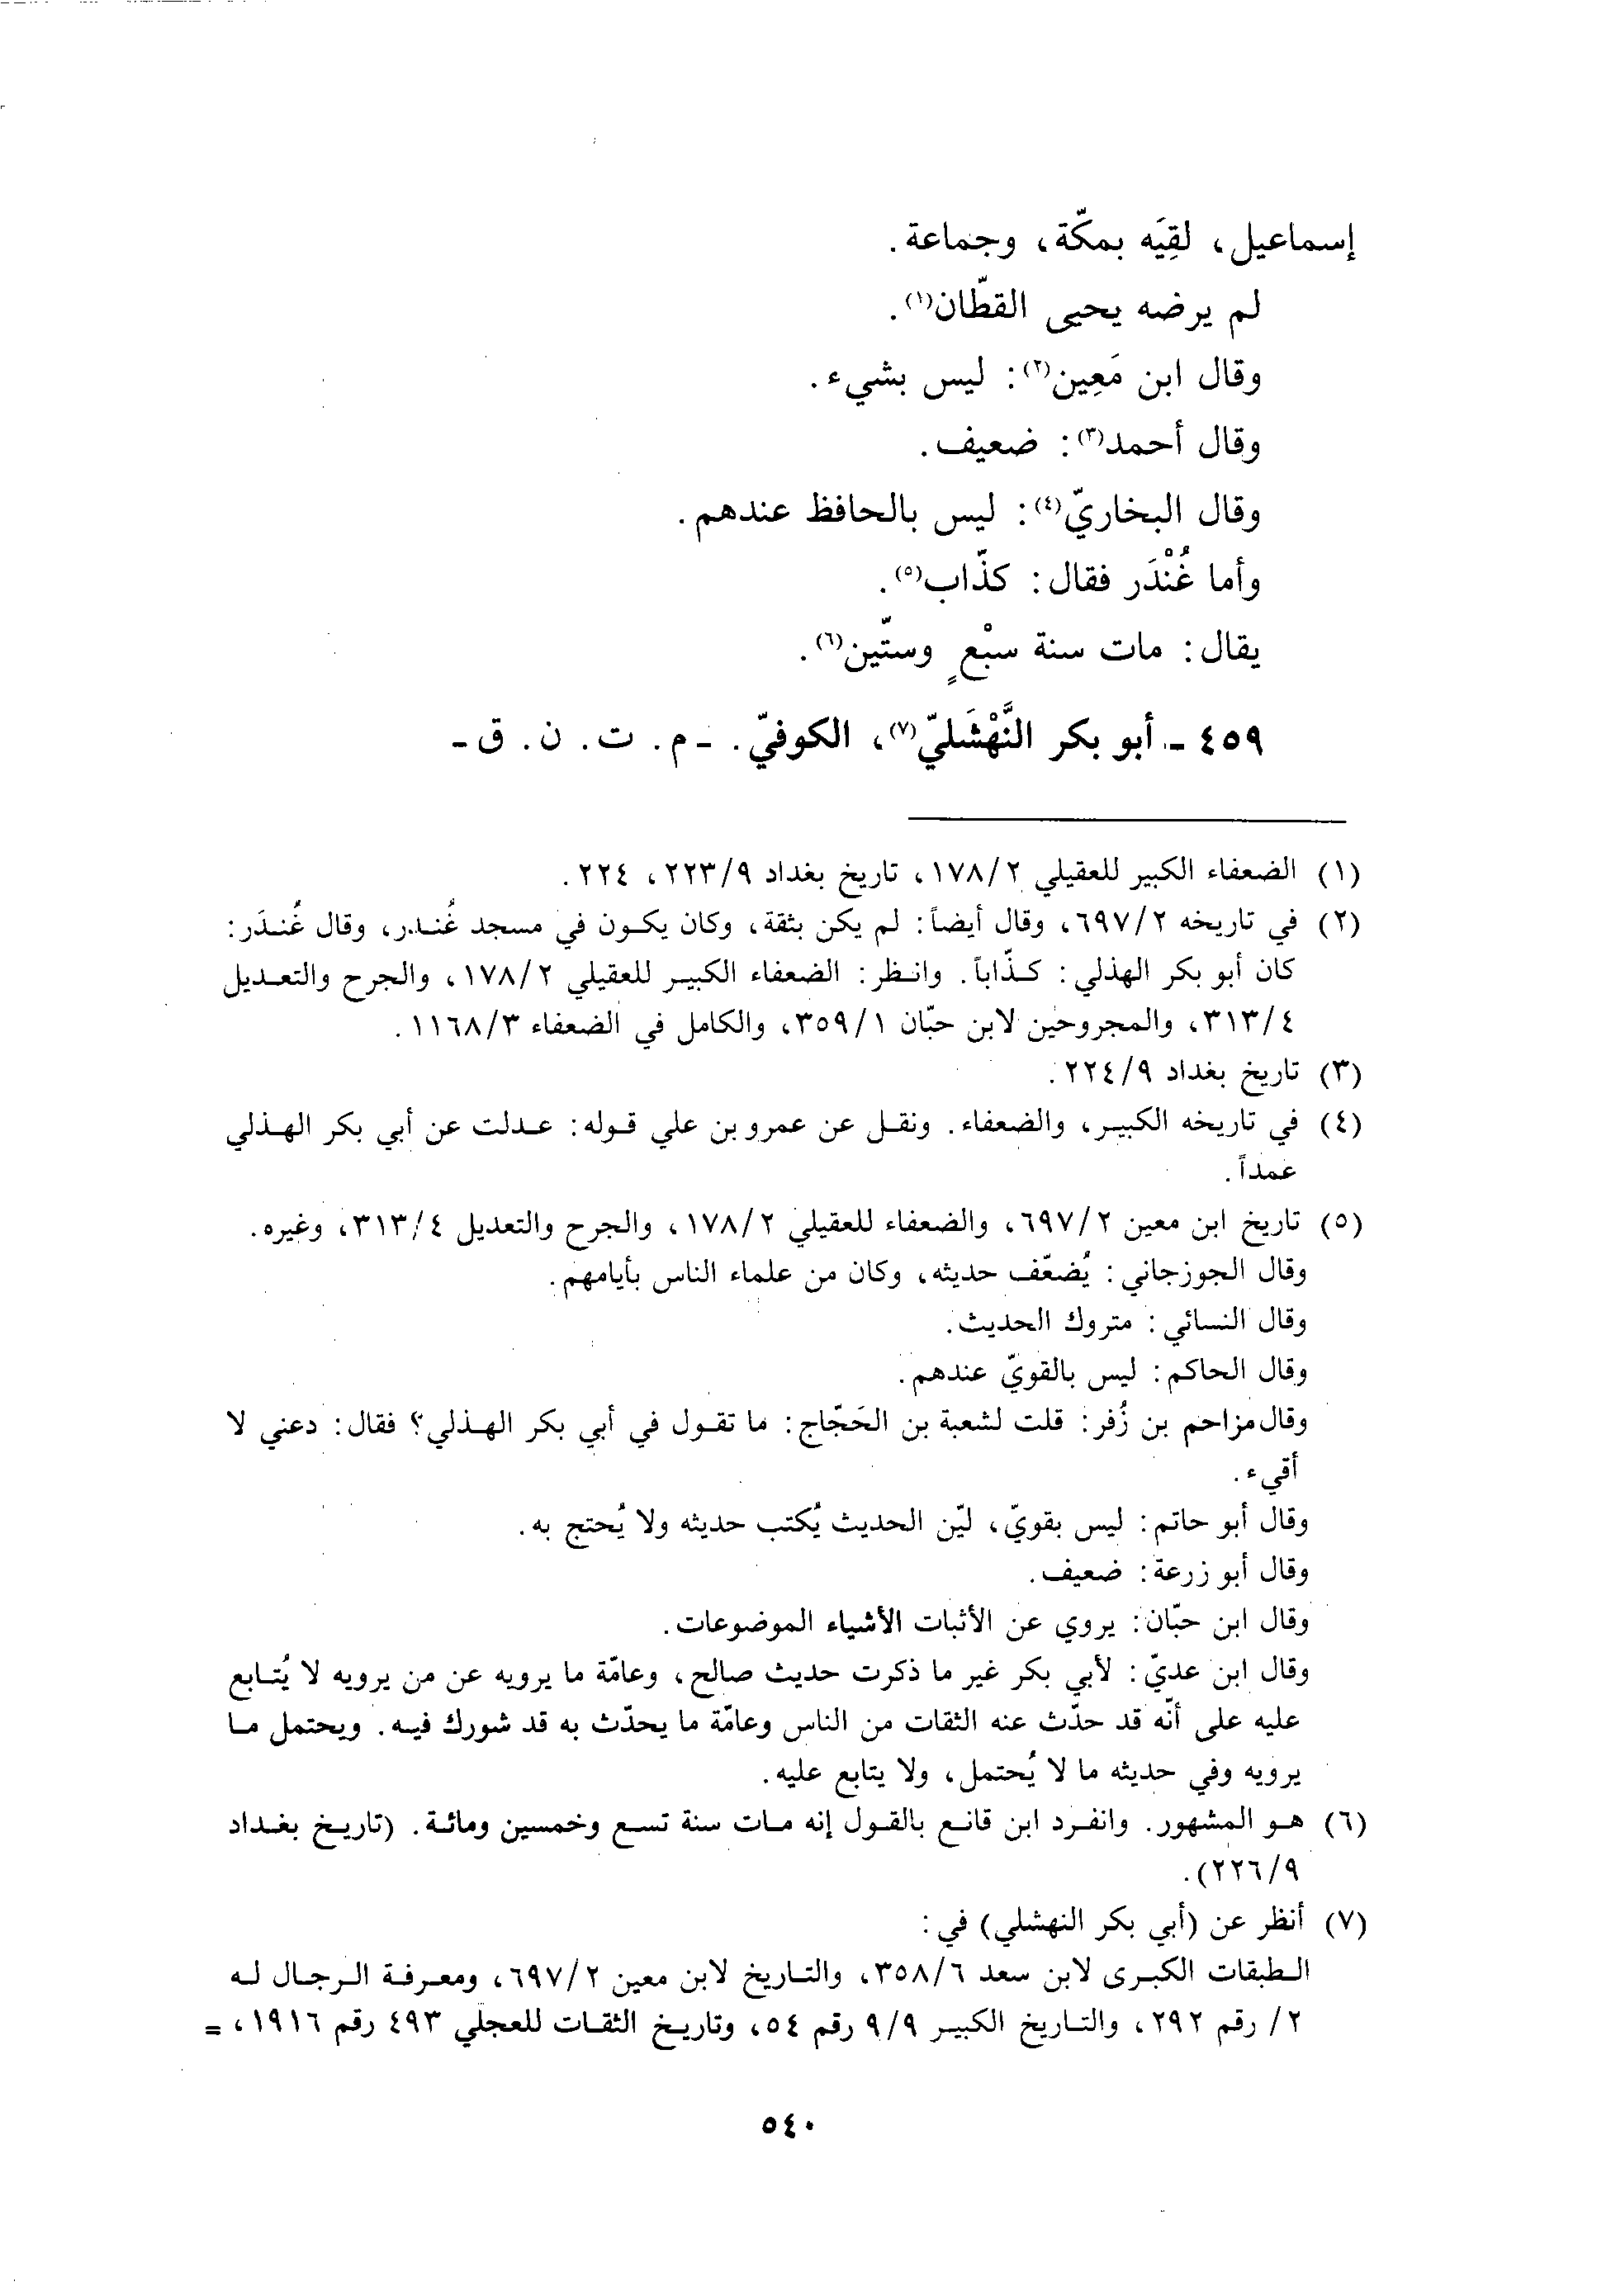 إسماعيل، لقِيَه بمكّة، وجماعة.
لم يرضه يحيى القطّان(١).
وقال ابن مَعِين(٢): ليس بشيء.
وقال أحمد(٣): ضعيف.
وقال البخاريّ(٤): ليس بالحافظ عندهم.
وأما غُنْدَر فقال: كذّاب(٥).
يقال: مات سنة سبْعٍ وستّين(٦).
٤٥٩ - أبو بكر النَّهْشَليّ(٧)، الكوفيّ. - م. ت. ن. ق -
(١) الضعفاء الكبير للعقيلي ١٧٨/٢، تاريخ بغداد ٢٢٣/٩، ٢٢٤.
(٢) في تاريخه ٦٩٧/٢، وقال أيضاً: لم يكن بثقة، وكان يكون في مسجد غُندر، وقال غُندَر:
كان أبو بكر الهذلي: كذّاباً. وانظر: الضعفاء الكبير للعقيلي ١٧٨/٢، والجرح والتعديل
٣١٣/٤، والمجروحين لابن حبّان ٣٥٩/١، والكامل في الضعفاء ١١٦٨/٣.
(٣) تاريخ بغداد ٢٢٤/٩.
(٤) في تاريخه الكبير، والضعفاء. ونقل عن عمرو بن علي قوله: عدلت عن أبي بكر الهذلي
عمداً.
(٥) تاريخ ابن معين ٦٩٧/٢، والضعفاء للعقيلي ١٧٨/٢، والجرح والتعديل ٣١٣/٤، وغيره.
وقال الجوزجاني: يُضعّف حديثه، وكان من علماء الناس بأيامهم.
وقال النسائي: متروك الحديث.
وقال الحاكم: ليس بالقويّ عندهم.
وقال مزاحم بن زُفر: قلت لشعبة بن الحَجّاج: ما تقول في أبي بكر الهذلي؟ فقال: دعني لا
أقيء.
وقال أبو حاتم: ليس بقويّ، ليّن الحديث يُكتب حديثه ولا يُحتج به.
وقال أبو زرعة: ضعيف.
وقال ابن حبّان: يروي عن الأثبات الأشياء الموضوعات.
وقال ابن عديّ: لأبي بكر غير ما ذكرت حديث صالح، وعامّة ما يرويه عن من يرويه لا يُتابع
عليه على أنّه قد حدّث عنه الثقات من الناس وعامّة ما يحدّث به قد شورك فيه. ويحتمل ما
يرويه وفي حديثه ما لا يُحتمل، ولا يتابع عليه.
(٦) هو المشهور. وانفرد ابن قانع بالقول إنه مات سنة تسع وخمسين ومائة. (تاريخ بغداد
٢٢٦/٩).
(٧) أنظر عن (أبي بكر النهشلي) في:
الطبقات الكبرى لابن سعد ٣٥٨/٦، والتاريخ لابن معين ٦٩٧/٢، ومعرفة الرجال له
٢/ رقم ٢٩٢، والتاريخ الكبير ٩/٩ رقم ٥٤، وتاريخ الثقات للعجلي ٤٩٣ رقم ١٩١٦، =
٥٤٠